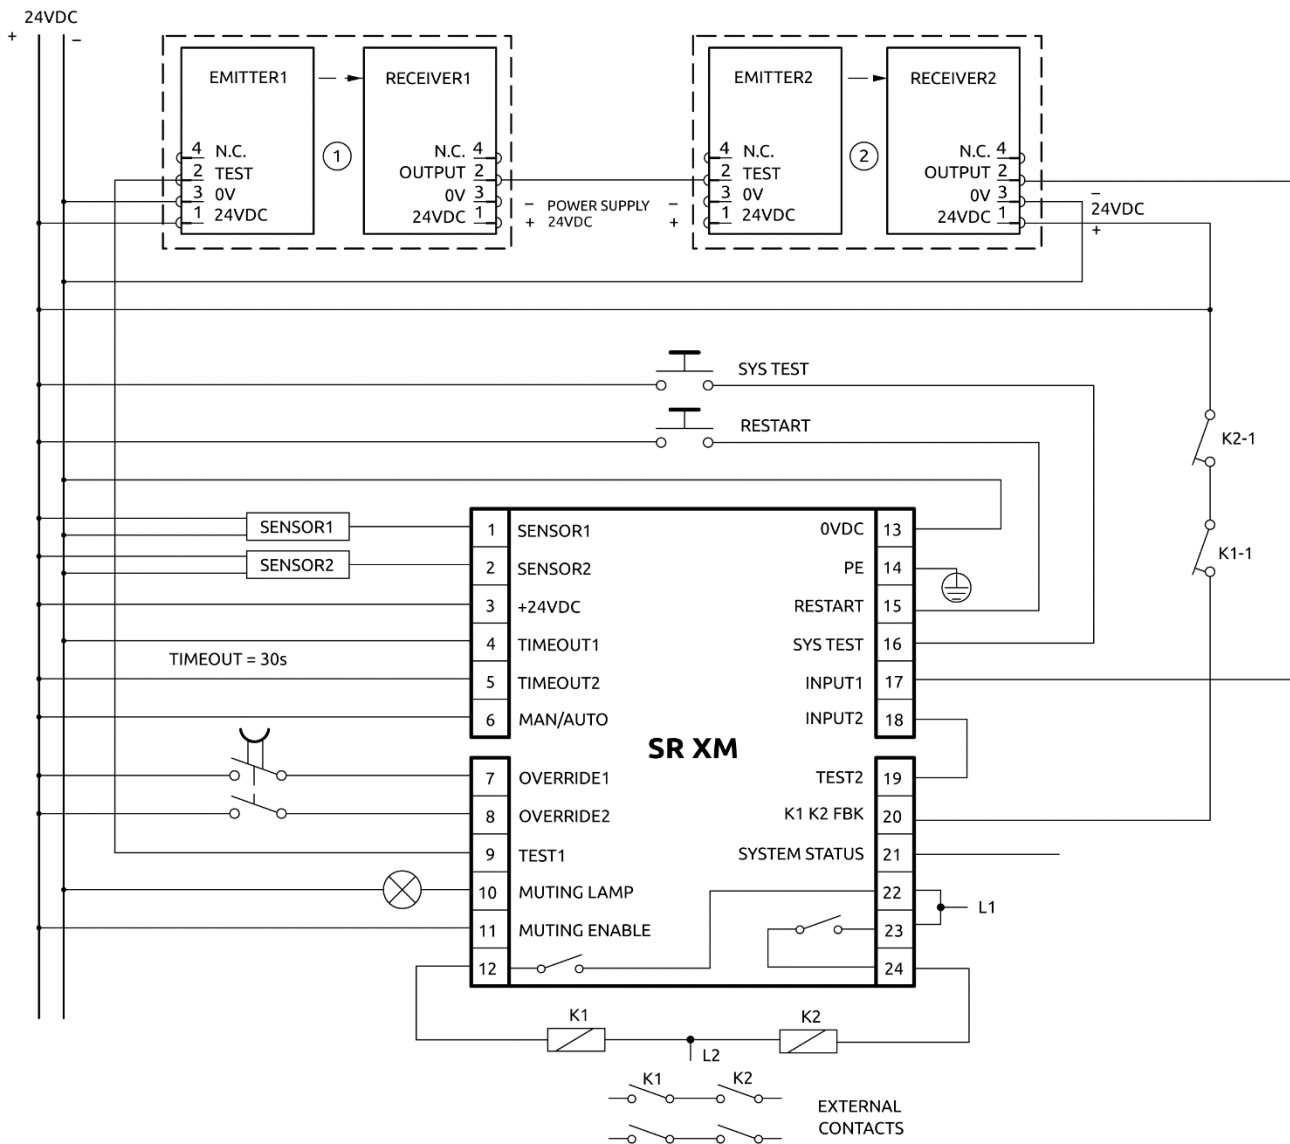 24VDC
+ –
EMITTER1
RECEIVER1
EMITTER2
RECEIVER2
4 N.C.
2 TEST
3 0V
1 24VDC
1
N.C. 4
OUTPUT 2
0V 3
24VDC 1
– POWER SUPPLY –
+ 24VDC +
4 N.C.
2 TEST
3 0V
1 24VDC
2
N.C. 4
OUTPUT 2
0V 3
24VDC 1
–
24VDC
+
SYS TEST
RESTART
K2-1
K1-1
SENSOR1
SENSOR2
TIMEOUT = 30s
1 SENSOR1
2 SENSOR2
3 +24VDC
4 TIMEOUT1
5 TIMEOUT2
6 MAN/AUTO
7 OVERRIDE1
8 OVERRIDE2
9 TEST1
10 MUTING LAMP
11 MUTING ENABLE
12
SR XM
0VDC 13
PE 14
RESTART 15
SYS TEST 16
INPUT1 17
INPUT2 18
TEST2 19
K1 K2 FBK 20
SYSTEM STATUS 21
22
23
24
L1
K1
K2
L2
K1 K2
EXTERNAL
CONTACTS